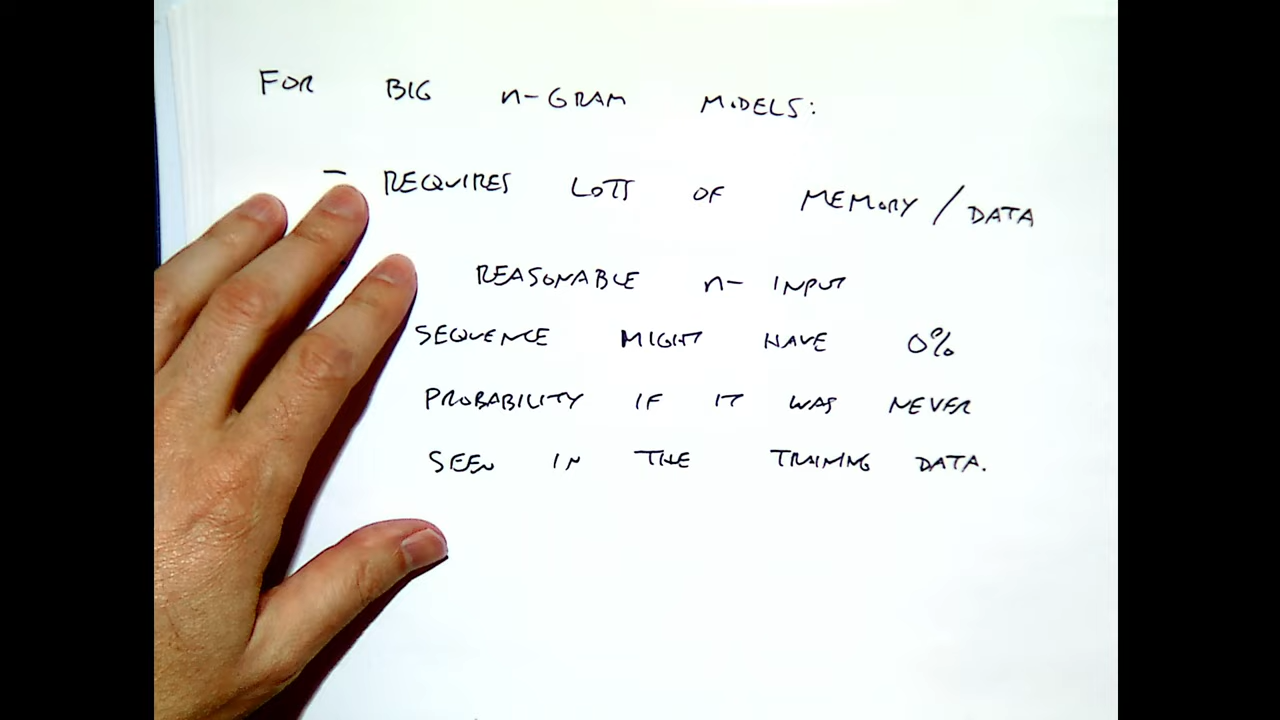 FOR BIG n-GRAM MODELS:
- REQUIRES LOTS OF MEMORY / DATA
REASONABLE n- INPUT
SEQUENCE MIGHT HAVE 0%
PROBABILITY IF IT WAS NEVER
SEEN IN THE TRAINING DATA.